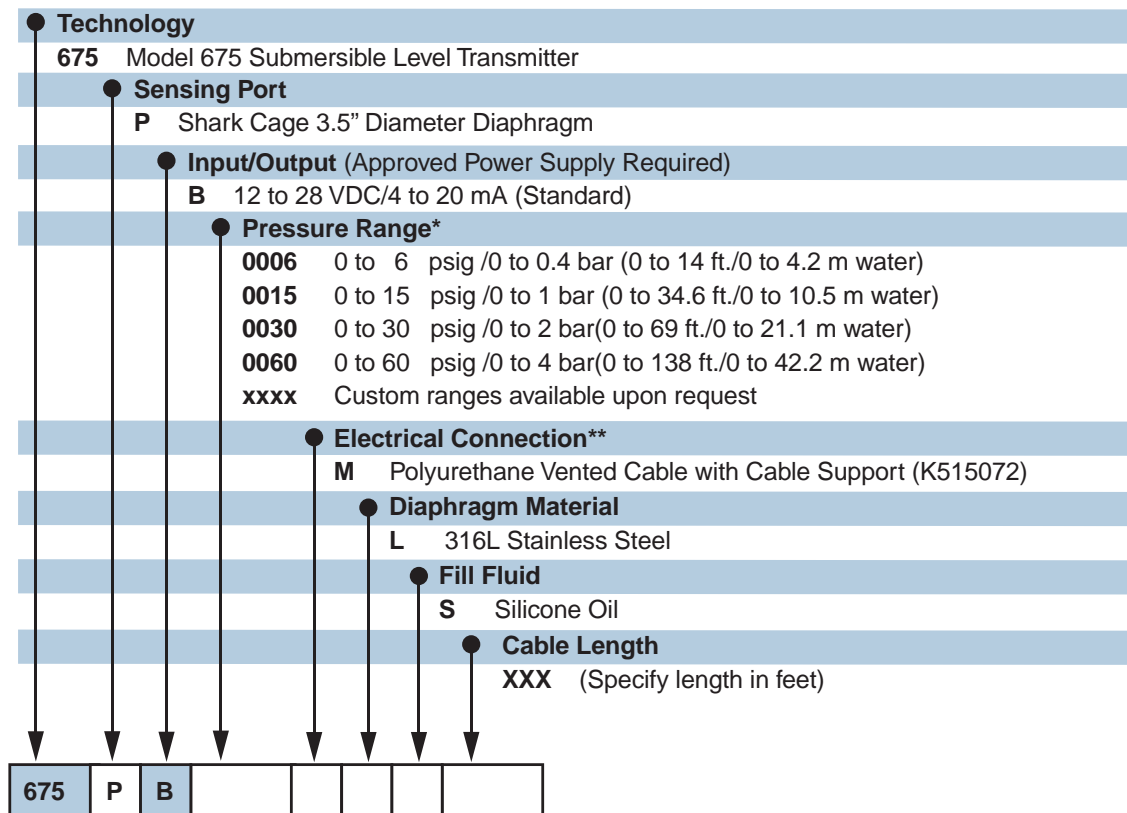 Technology
675 Model 675 Submersible Level Transmitter
Sensing Port
P Shark Cage 3.5” Diameter Diaphragm
Input/Output (Approved Power Supply Required)
B 12 to 28 VDC/4 to 20 mA (Standard)
Pressure Range*
0006 0 to 6 psig /0 to 0.4 bar (0 to 14 ft./0 to 4.2 m water)
0015 0 to 15 psig /0 to 1 bar (0 to 34.6 ft./0 to 10.5 m water)
0030 0 to 30 psig /0 to 2 bar(0 to 69 ft./0 to 21.1 m water)
0060 0 to 60 psig /0 to 4 bar(0 to 138 ft./0 to 42.2 m water)
xxxx Custom ranges available upon request
Electrical Connection**
M Polyurethane Vented Cable with Cable Support (K515072)
Diaphragm Material
L 316L Stainless Steel
Fill Fluid
S Silicone Oil
Cable Length
XXX (Specify length in feet)
675 P B